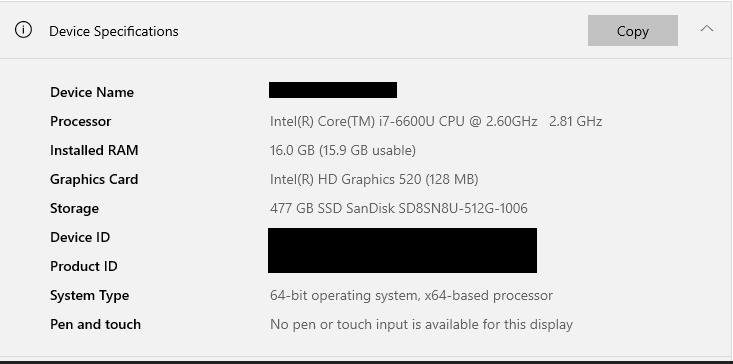 Device Specifications Copy
Device Name
Processor Intel(R) Core(TM) i7-6600U CPU @ 2.60GHz 2.81 GHz
Installed RAM 16.0 GB (15.9 GB usable)
Graphics Card Intel(R) HD Graphics 520 (128 MB)
Storage 477 GB SSD SanDisk SD8SN8U-512G-1006
Device ID
Product ID
System Type 64-bit operating system, x64-based processor
Pen and touch No pen or touch input is available for this display